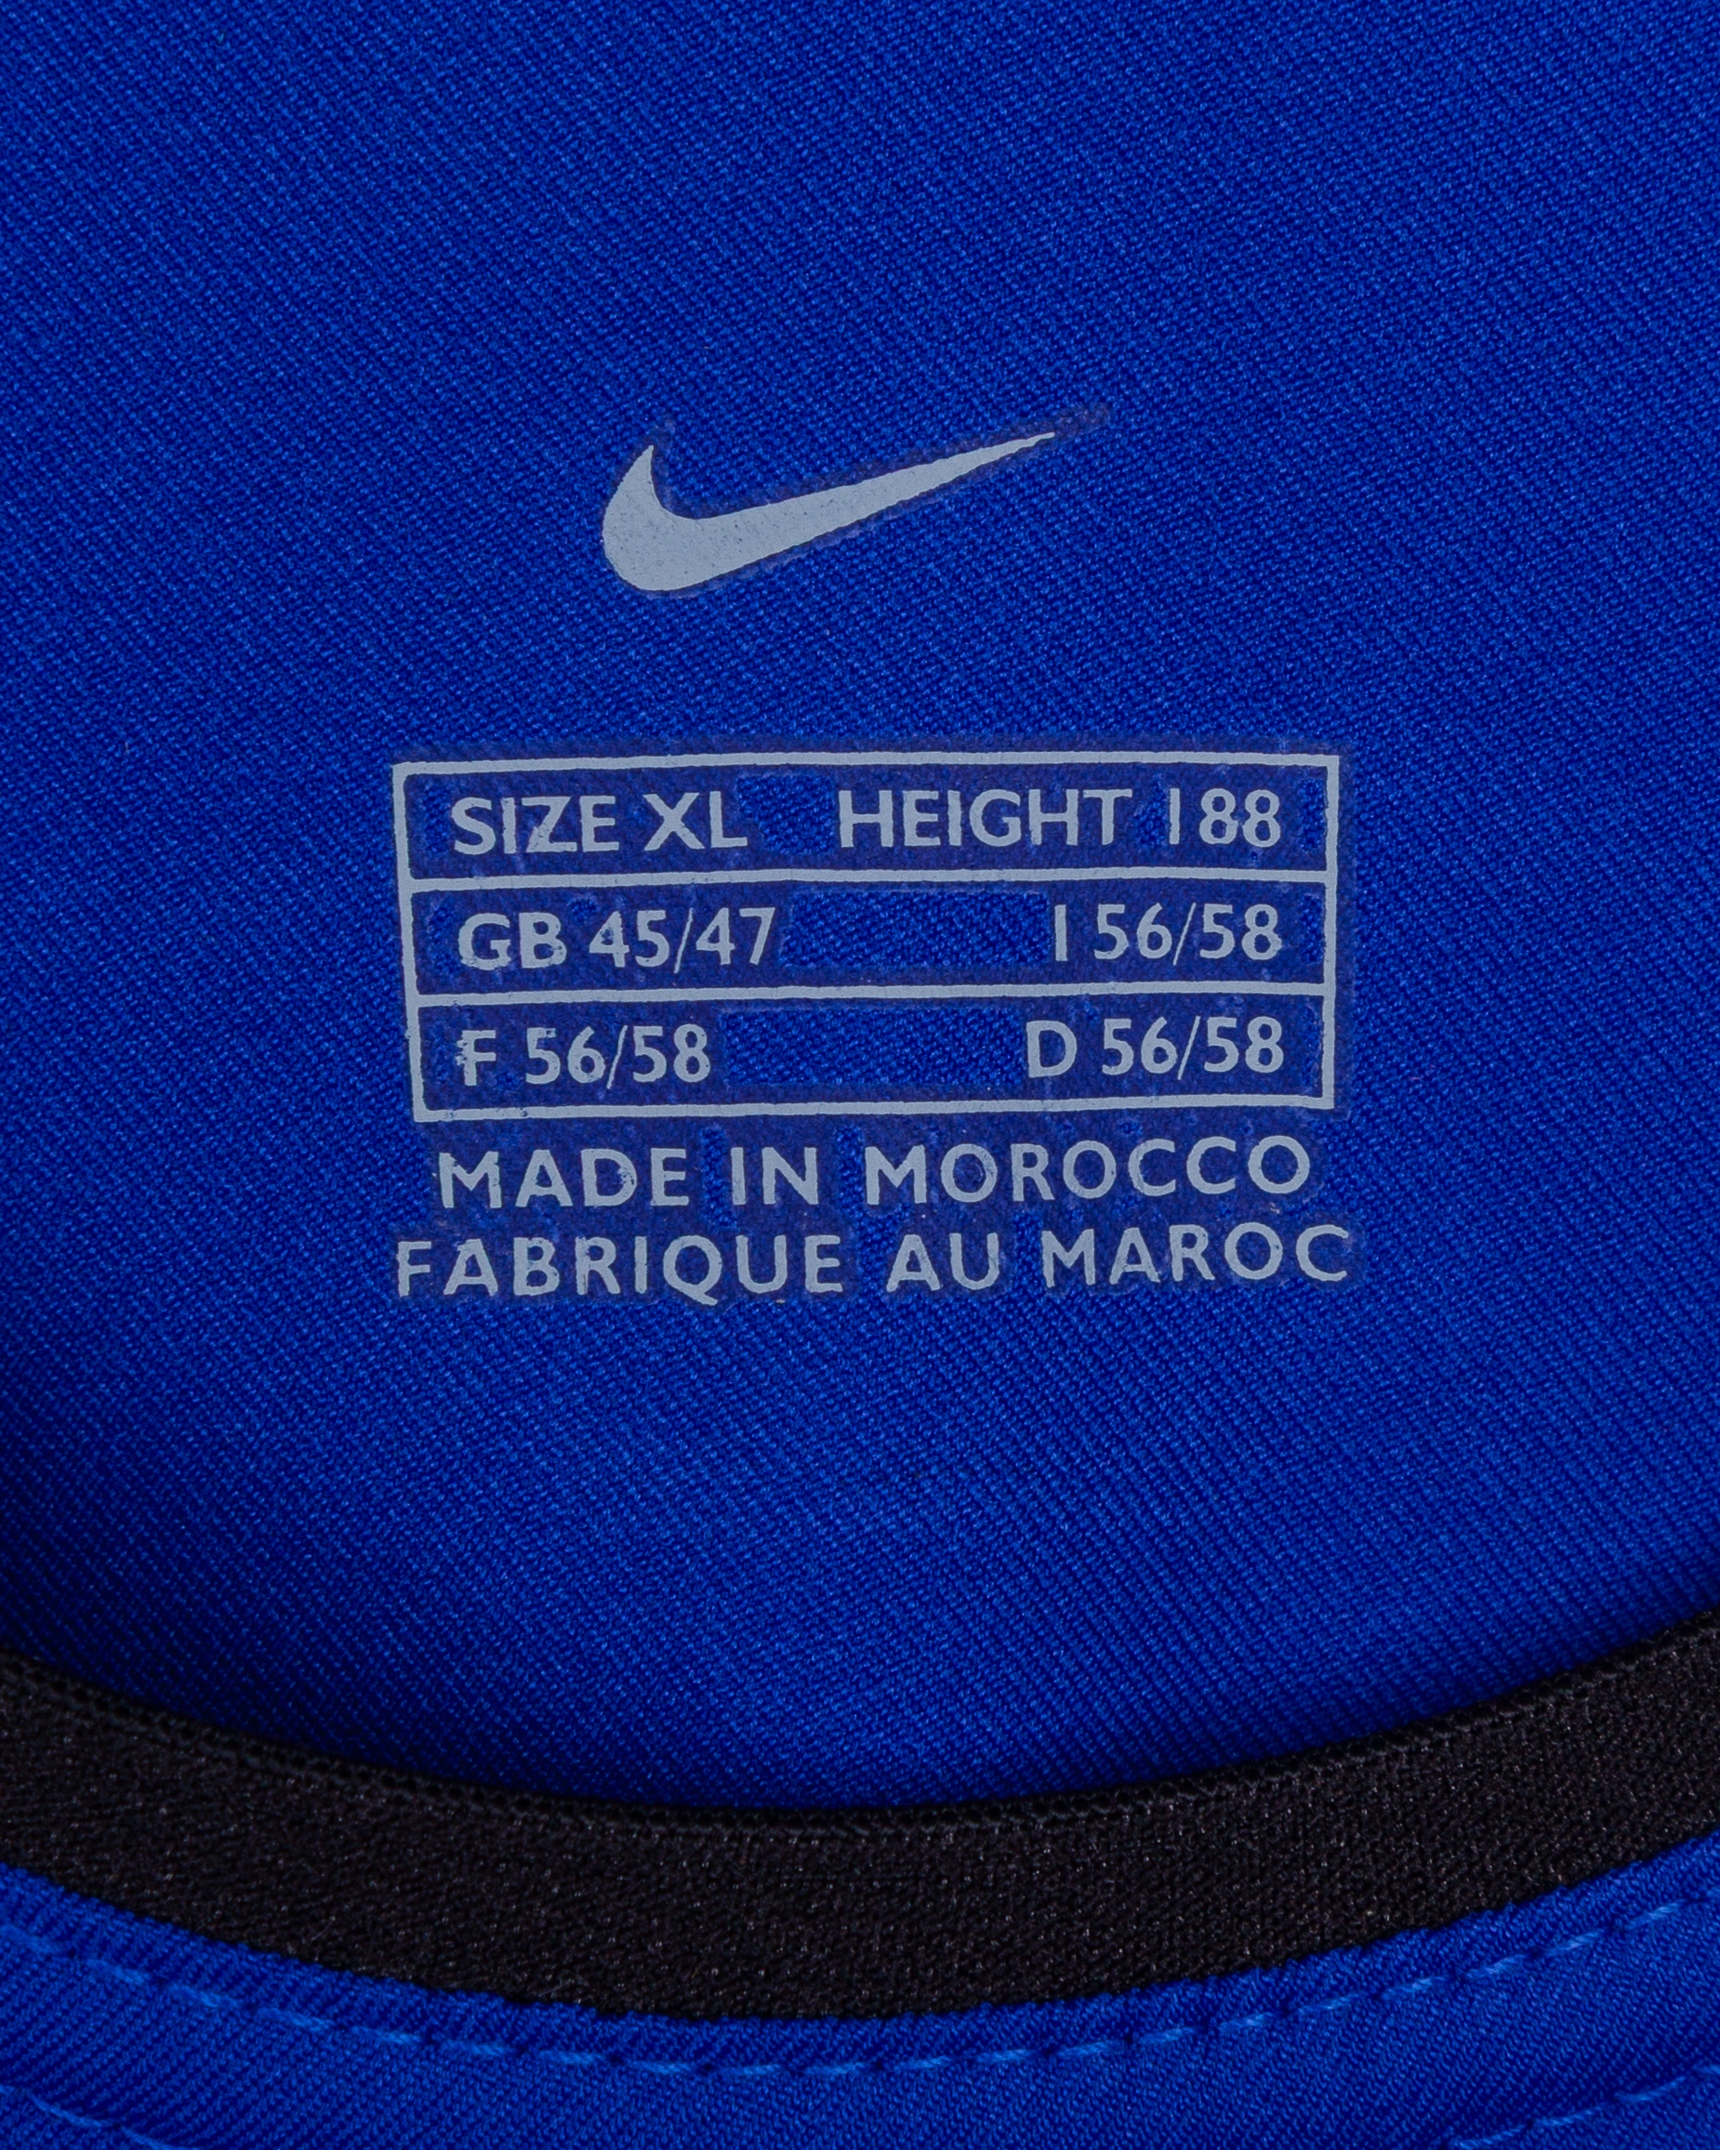 SIZE XL HEIGHT 188
GB 45/47 I 56/58
F 56/58 D 56/58
MADE IN MOROCCO
FABRIQUE AU MAROC